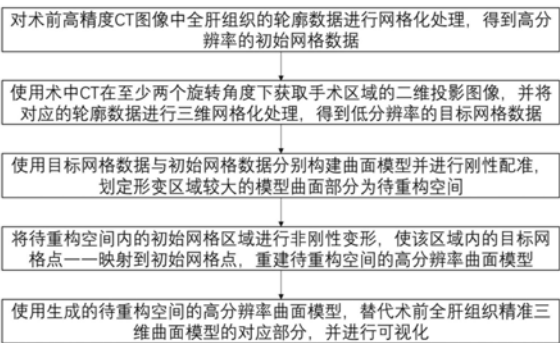 对术前高精度CT图像中全肝组织的轮廓数据进行网格化处理，得到高分
辨率的初始网格数据
使用术中CT在至少两个旋转角度下获取手术区域的二维投影图像，并将
对应的轮廓数据进行三维网格化处理，得到低分辨率的目标网格数据
使用目标网格数据与初始网格数据分别构建曲面模型并进行刚性配准，
划定形变区域较大的模型曲面部分为待重构空间
将待重构空间内的初始网格区域进行非刚性变形，使该区域内的目标网
格点一一映射到初始网格点，重建待重构空间的高分辨率曲面模型
使用生成的待重构空间的高分辨率曲面模型，替代术前全肝组织精准三
维曲面模型的对应部分，并进行可视化